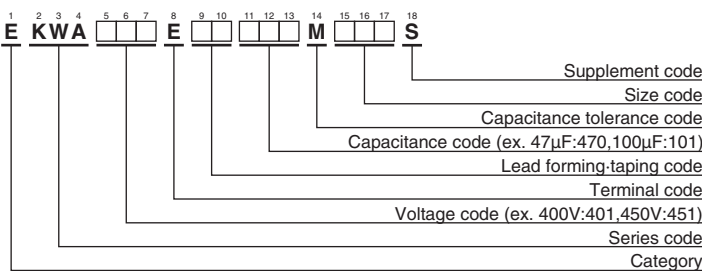 1 2 3 4 5 6 7 8 9 10 11 12 13 14 15 16 17 18
E KWA E M S
Supplement code
Size code
Capacitance tolerance code
Capacitance code (ex. 47µF:470,100µF:101)
Lead forming·taping code
Terminal code
Voltage code (ex. 400V:401,450V:451)
Series code
Category